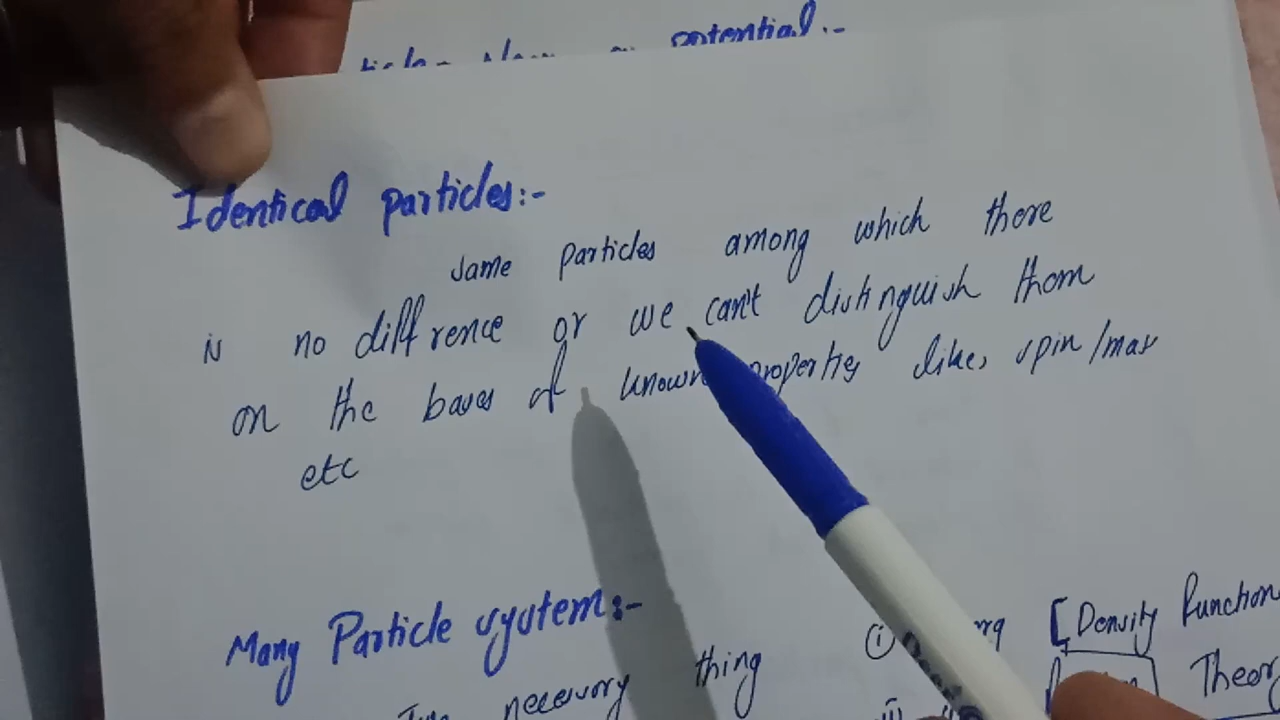 potential:-
Identical particles:-
same particles among which there
is no diffrence or we can't distinguish them
on the bases of known properties like, spin/mass
etc
Many Particle system:-
(i) [Density function
necessory thing
Theory